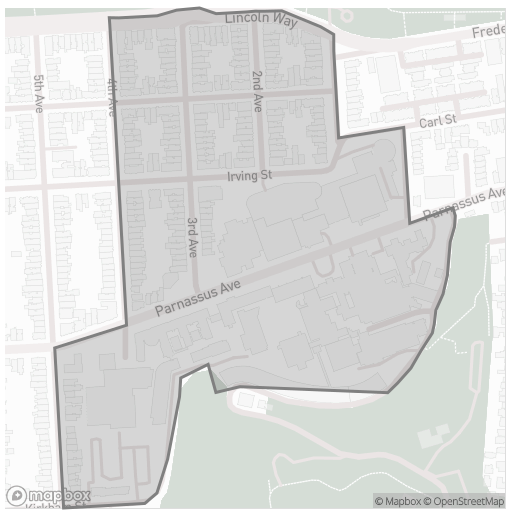 Lincoln Way
Frede
5th Ave
4th Ave
2nd Ave
Carl St
Irving St
Parnassus Ave
3rd Ave
Parnassus Ave
mapbox
© Mapbox © OpenStreetMap